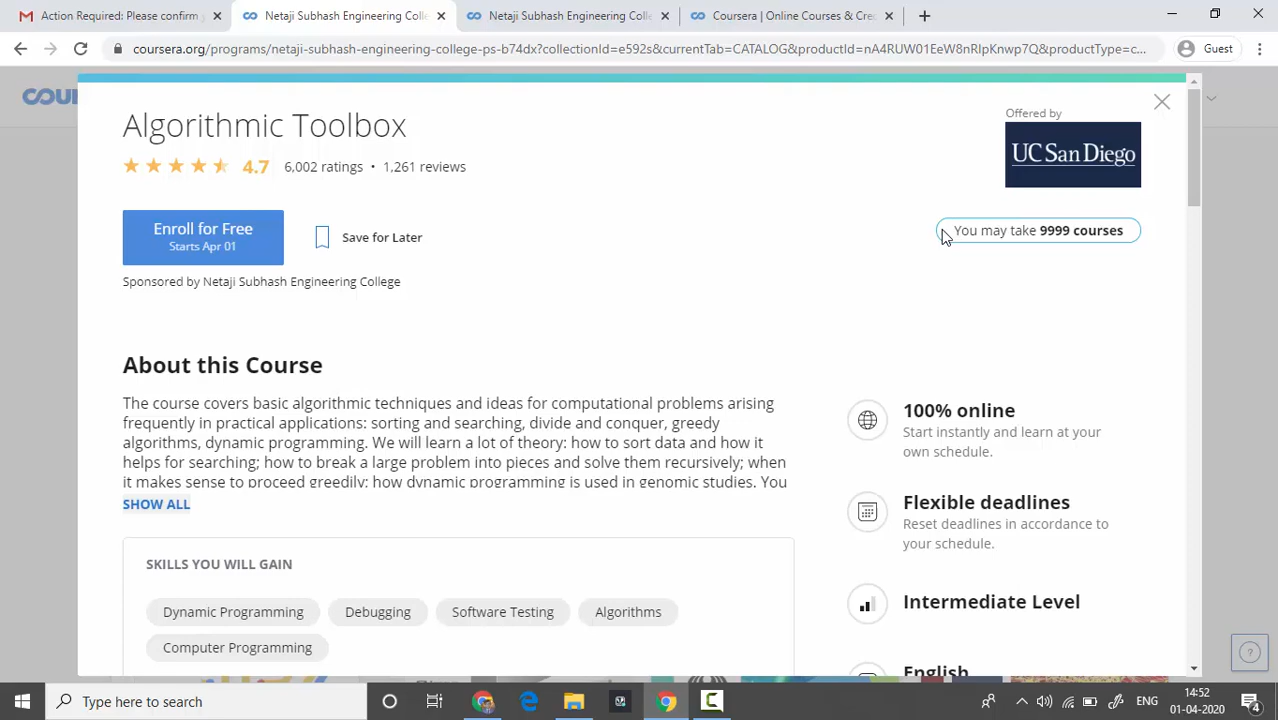 Action Required: Please confirm y
Netaji Subhash Engineering Colle
Netaji Subhash Engineering Colle
Coursera | Online Courses & Cre
coursera.org/programs/netaji-subhash-engineering-college-ps-b74dx?collectionId=e592s&currentTab=CATALOG&productId=nA4RUW01EeW8nRIpKnwp7Q&productType=c...
Guest
COU
Algorithmic Toolbox
Offered by
UC San Diego
4.7 6,002 ratings • 1,261 reviews
Enroll for Free
Starts Apr 01
Save for Later
You may take 9999 courses
Sponsored by Netaji Subhash Engineering College
About this Course
The course covers basic algorithmic techniques and ideas for computational problems arising
frequently in practical applications: sorting and searching, divide and conquer, greedy
algorithms, dynamic programming. We will learn a lot of theory: how to sort data and how it
helps for searching; how to break a large problem into pieces and solve them recursively; when
it makes sense to proceed greedily; how dynamic programming is used in genomic studies. You
SHOW ALL
100% online
Start instantly and learn at your
own schedule.
Flexible deadlines
Reset deadlines in accordance to
your schedule.
Intermediate Level
English
SKILLS YOU WILL GAIN
Dynamic Programming
Debugging
Software Testing
Algorithms
Computer Programming
Type here to search
ENG
14:52
01-04-2020
4